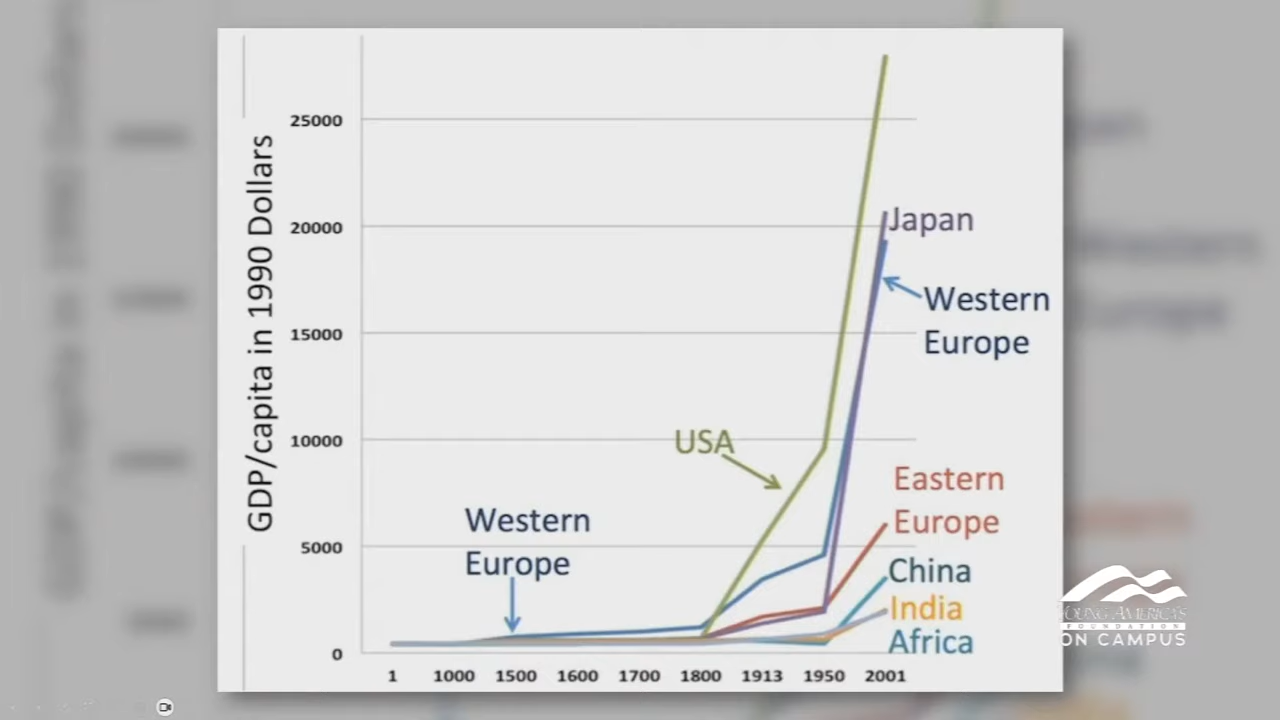 GDP/capita in 1990 Dollars
25000
20000
15000
10000
5000
0
1 1000 1500 1600 1700 1800 1913 1950 2001
Japan
Western
Europe
USA
Eastern
Europe
Western
Europe
China
India
Africa
YOUNG AMERICA'S
FOUNDATION
ON CAMPUS